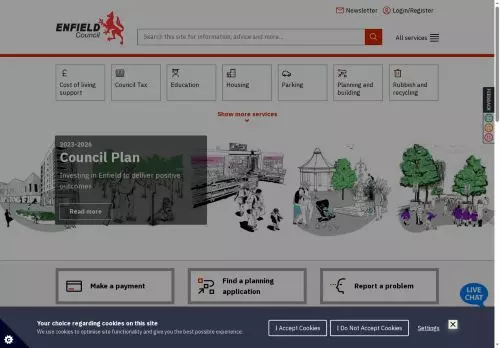 Newsletter
Login/Register
ENFIELD
Council
Search this site for information, advice and more...
All services
Cost of living
support
Council Tax
Education
Housing
Parking
Planning and
building
Rubbish and
recycling
Show more services
FEEDBACK
2023-2026
Council Plan
Investing in Enfield to deliver positive
outcomes
Read more
Make a payment
Find a planning
application
Report a problem
LIVE
CHAT
Your choice regarding cookies on this site
We use cookies to optimise site functionality and give you the best possible experience.
I Accept Cookies
I Do Not Accept Cookies
Settings